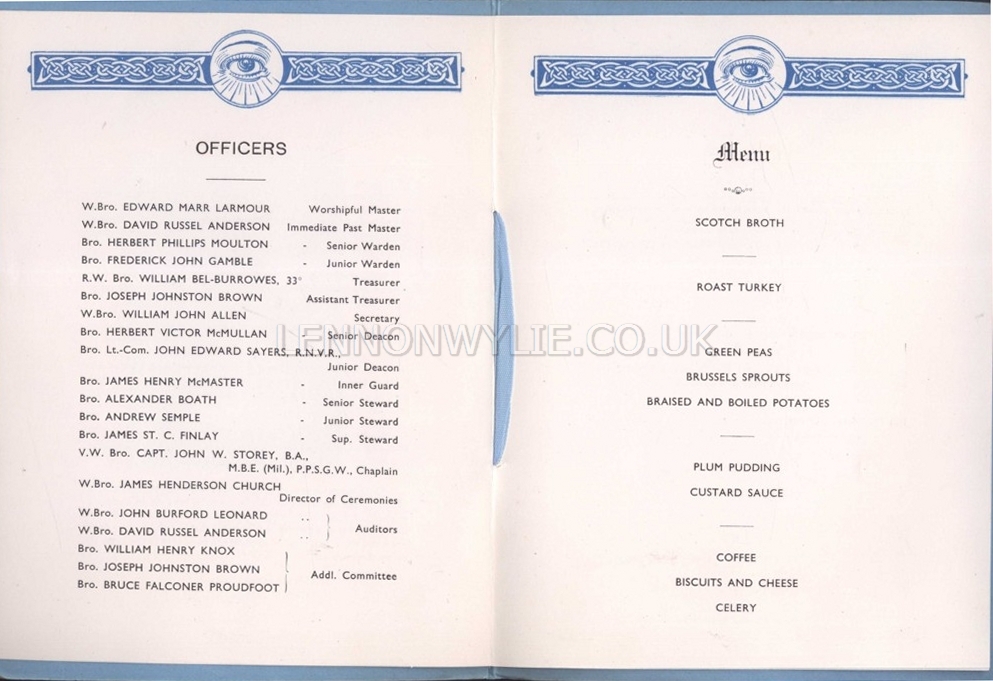 OFFICERS
W.Bro. EDWARD MARR LARMOUR Worshipful Master
W.Bro. DAVID RUSSEL ANDERSON Immediate Past Master
Bro. HERBERT PHILLIPS MOULTON - Senior Warden
Bro. FREDERICK JOHN GAMBLE - Junior Warden
R.W. Bro. WILLIAM BEL-BURROWES, 33° Treasurer
Bro. JOSEPH JOHNSTON BROWN Assistant Treasurer
W.Bro. WILLIAM JOHN ALLEN Secretary
Bro. HERBERT VICTOR McMULLAN Senior Deacon
Bro. Lt.-Com. JOHN EDWARD SAYERS, R.N.V.R.,
Junior Deacon
Bro. JAMES HENRY McMASTER - Inner Guard
Bro. ALEXANDER BOATH - Senior Steward
Bro. ANDREW SEMPLE - Junior Steward
Bro. JAMES ST. C. FINLAY - Sup. Steward
V.W. Bro. CAPT. JOHN W. STOREY, B.A.,
M.B.E. (Mil.), P.P.S.G.W., Chaplain
W.Bro. JAMES HENDERSON CHURCH
Director of Ceremonies
W.Bro. JOHN BURFORD LEONARD ..
W.Bro. DAVID RUSSEL ANDERSON .. } Auditors
Bro. WILLIAM HENRY KNOX
Bro. JOSEPH JOHNSTON BROWN } Addl. Committee
Bro. BRUCE FALCONER PROUDFOOT
Menu
SCOTCH BROTH
ROAST TURKEY
GREEN PEAS
BRUSSELS SPROUTS
BRAISED AND BOILED POTATOES
PLUM PUDDING
CUSTARD SAUCE
COFFEE
BISCUITS AND CHEESE
CELERY
LENNONWYLIE.CO.UK